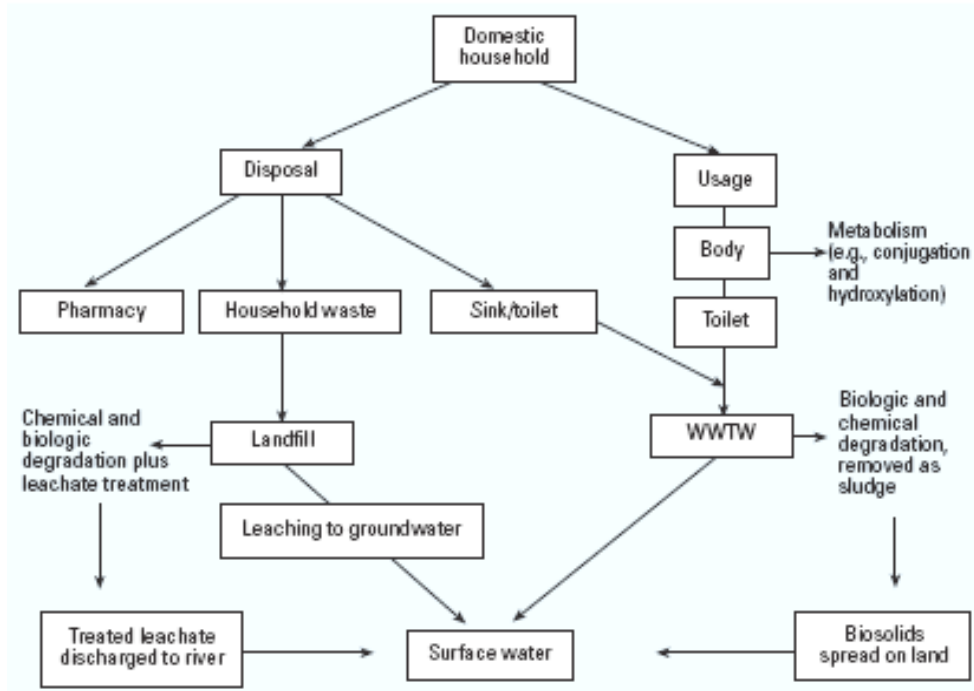 Domestic
household
Disposal
Usage
Body
Metabolism
(e.g., conjugation
and
hydroxylation)
Pharmacy
Household waste
Sink/toilet
Toilet
Chemical and
biologic
degradation plus
leachate treatment
Landfill
WWTW
Biologic and
chemical
degradation,
removed as
sludge
Leaching to groundwater
Treated leachate
discharged to river
Surface water
Biosolids
spread on land